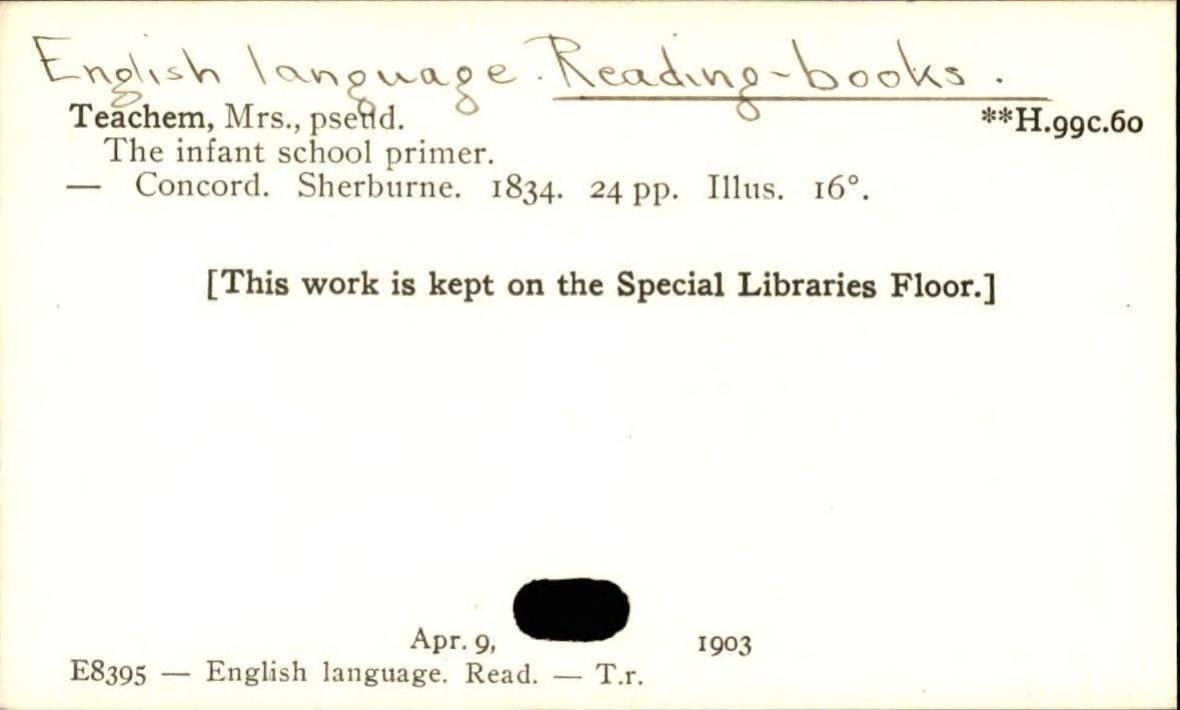 English language. Reading-books.
Teachem, Mrs., pseud. **H.99c.60
The infant school primer.
— Concord. Sherburne. 1834. 24 pp. Illus. 16°.
[This work is kept on the Special Libraries Floor.]
Apr. 9, 1903
E8395 — English language. Read. — T.r.